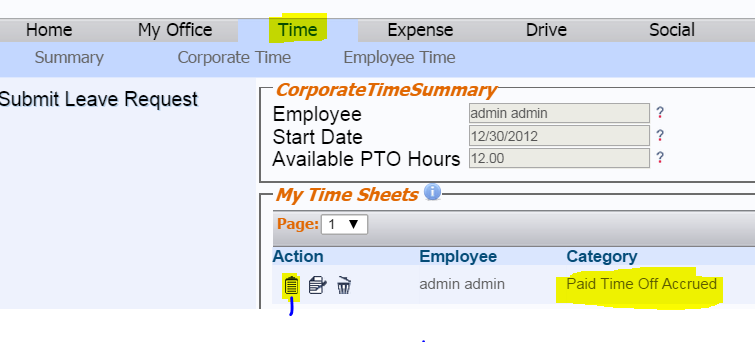 Home My Office Time Expense Drive Social
Summary Corporate Time Employee Time
Submit Leave Request
CorporateTimeSummary
Employee admin admin ?
Start Date 12/30/2012 ?
Available PTO Hours 12.00 ?
My Time Sheets i
Page: 1
Action Employee Category
admin admin Paid Time Off Accrued